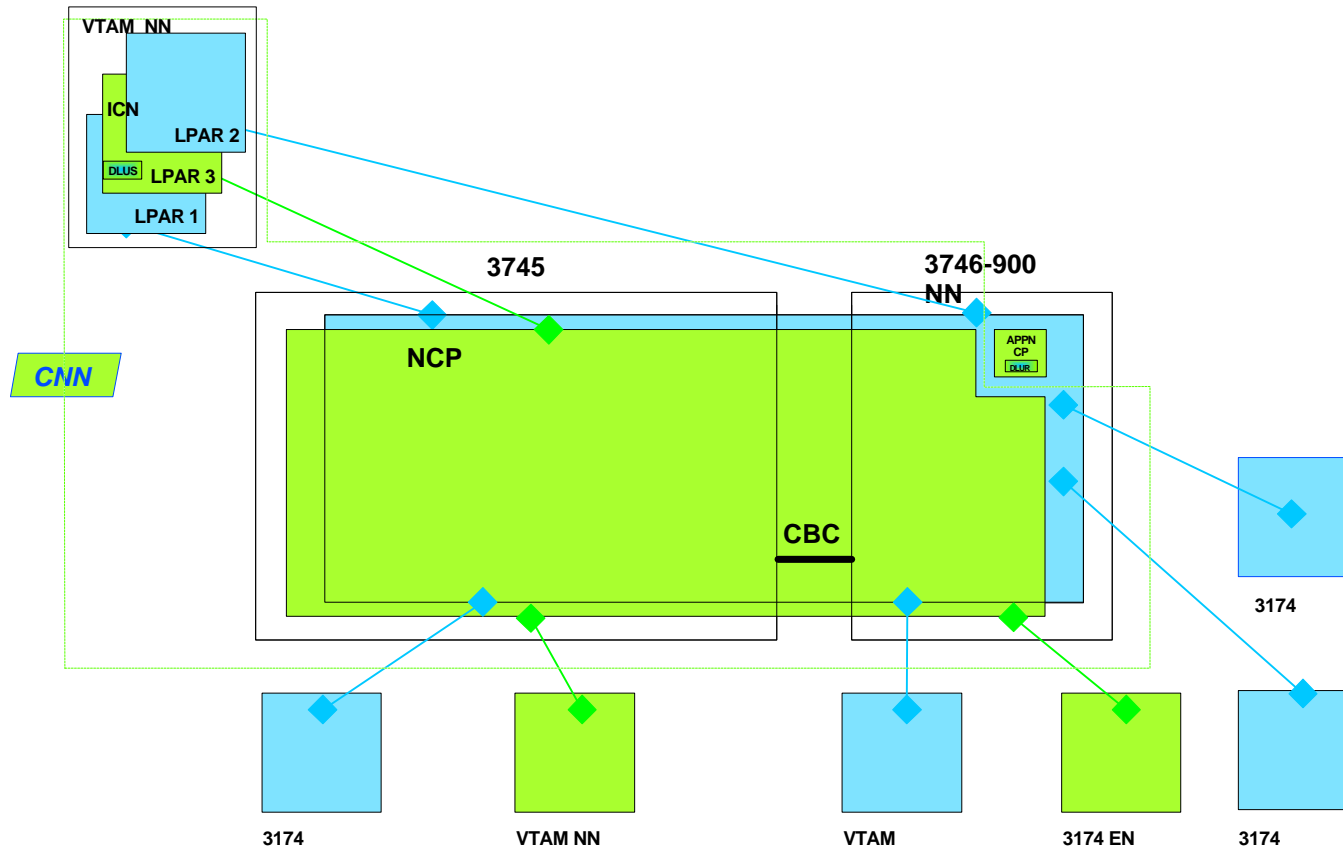 VTAM NN
ICN
LPAR 2
DLUS
LPAR 3
LPAR 1
3745
3746-900
NN
NCP
APPN
CP
DLUR
CNN
CBC
3174
3174
VTAM NN
VTAM
3174 EN
3174